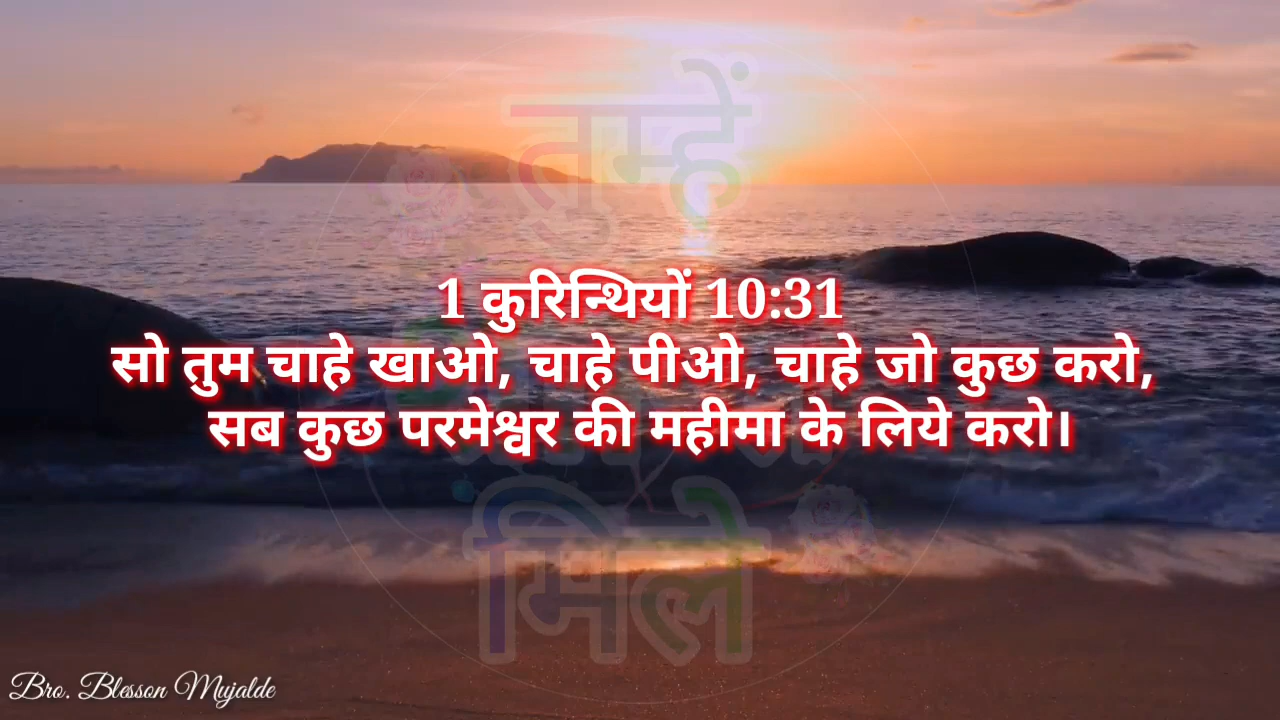 तुम्हें
1 कुरिन्थियों 10:31
सो तुम चाहे खाओ, चाहे पीओ, चाहे जो कुछ करो,
सब कुछ परमेश्वर की महीमा के लिये करो।
मिले
Bro. Blesson Mujalde